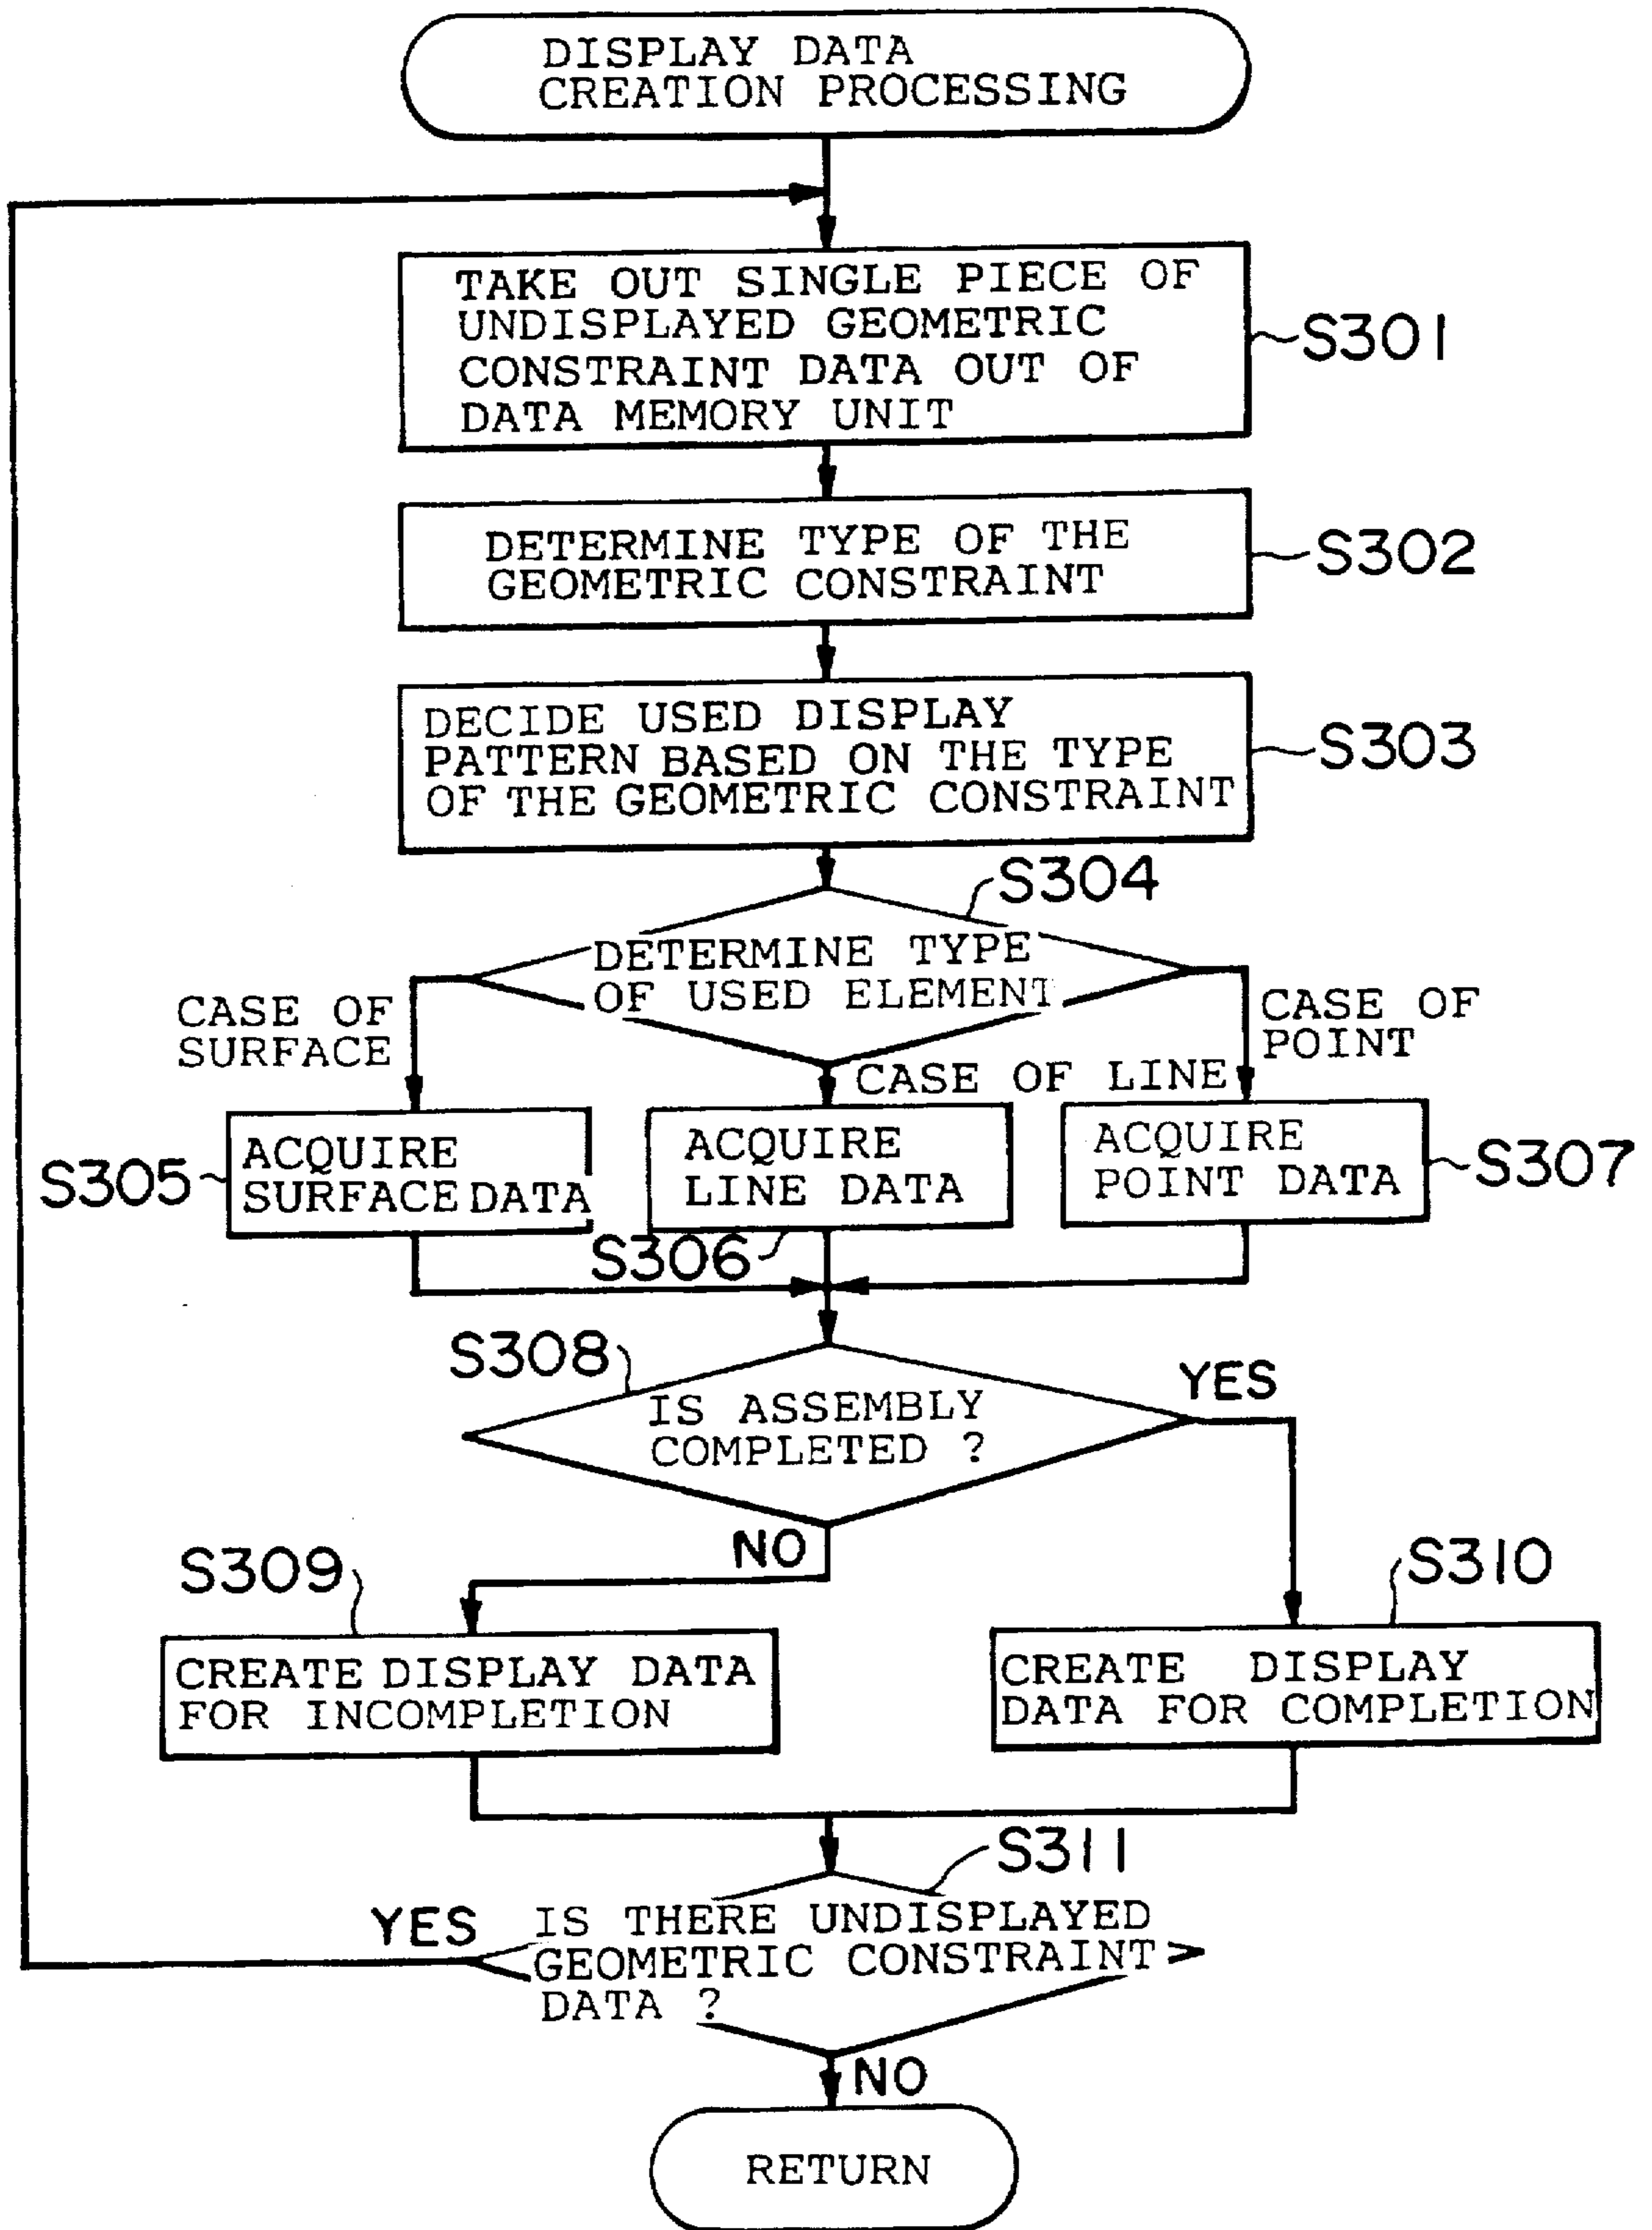 DISPLAY DATA
CREATION PROCESSING
TAKE OUT SINGLE PIECE OF
UNDISPLAYED GEOMETRIC
CONSTRAINT DATA OUT OF
DATA MEMORY UNIT
S301
DETERMINE TYPE OF THE
GEOMETRIC CONSTRAINT
S302
DECIDE USED DISPLAY
PATTERN BASED ON THE TYPE
OF THE GEOMETRIC CONSTRAINT
S303
S304
DETERMINE TYPE
OF USED ELEMENT
CASE OF
SURFACE
CASE OF LINE
CASE OF
POINT
S305
ACQUIRE
SURFACE DATA
ACQUIRE
LINE DATA
S306
ACQUIRE
POINT DATA
S307
S308
IS ASSEMBLY
COMPLETED ?
YES
NO
S309
CREATE DISPLAY DATA
FOR INCOMPLETION
S310
CREATE DISPLAY
DATA FOR COMPLETION
S311
YES
IS THERE UNDISPLAYED
GEOMETRIC CONSTRAINT
DATA ?
NO
RETURN